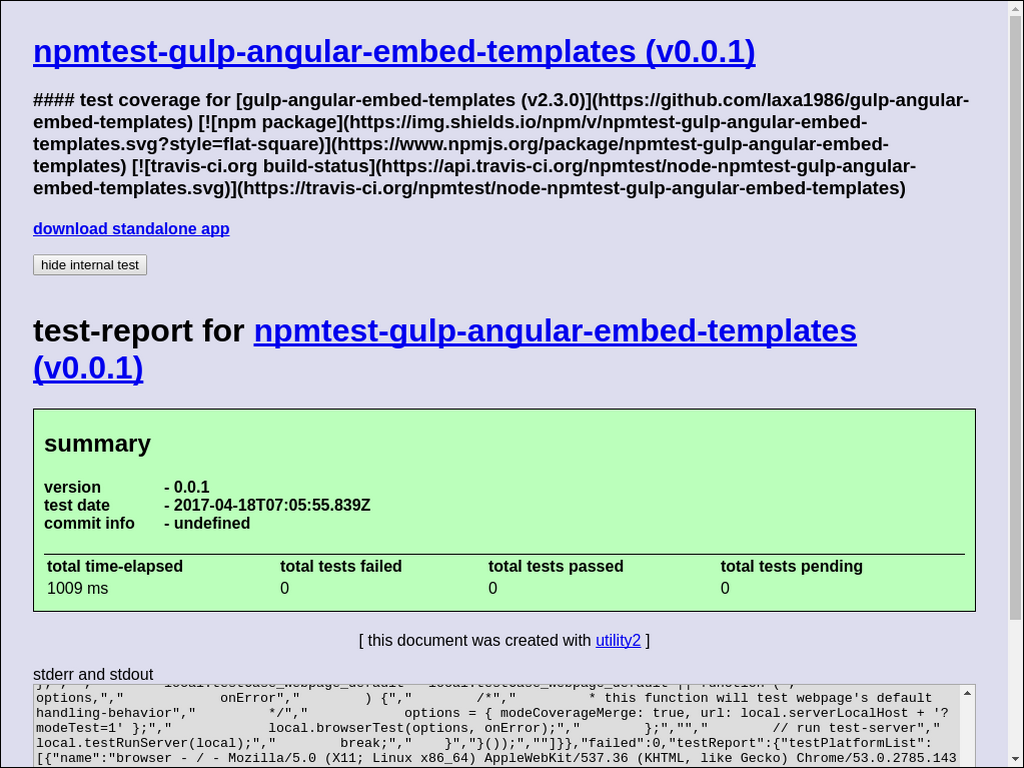 npmtest-gulp-angular-embed-templates (v0.0.1)
#### test coverage for [gulp-angular-embed-templates (v2.3.0)](https://github.com/laxa1986/gulp-angular-
embed-templates) [![npm package](https://img.shields.io/npm/v/npmtest-gulp-angular-embed-
templates.svg?style=flat-square)](https://www.npmjs.org/package/npmtest-gulp-angular-embed-
templates) [![travis-ci.org build-status](https://api.travis-ci.org/npmtest/node-npmtest-gulp-angular-
embed-templates.svg)](https://travis-ci.org/npmtest/node-npmtest-gulp-angular-embed-templates)
download standalone app
hide internal test
test-report for npmtest-gulp-angular-embed-templates
(v0.0.1)
summary
version - 0.0.1
test date - 2017-04-18T07:05:55.839Z
commit info - undefined
total time-elapsed total tests failed total tests passed total tests pending
1009 ms 0 0 0
[ this document was created with utility2 ]
stderr and stdout
options,"," onError"," ) {"," /*"," * this function will test webpage's default
handling-behavior"," */"," options = { modeCoverageMerge: true, url: local.serverLocalHost + '?
modeTest=1' };"," local.browserTest(options, onError);"," };",""," // run test-server","
local.testRunServer(local);"," break;"," }","}());",""]}},"failed":0,"testReport":{"testPlatformList":
[{"name":"browser - / - Mozilla/5.0 (X11; Linux x86_64) AppleWebKit/537.36 (KHTML, like Gecko) Chrome/53.0.2785.143